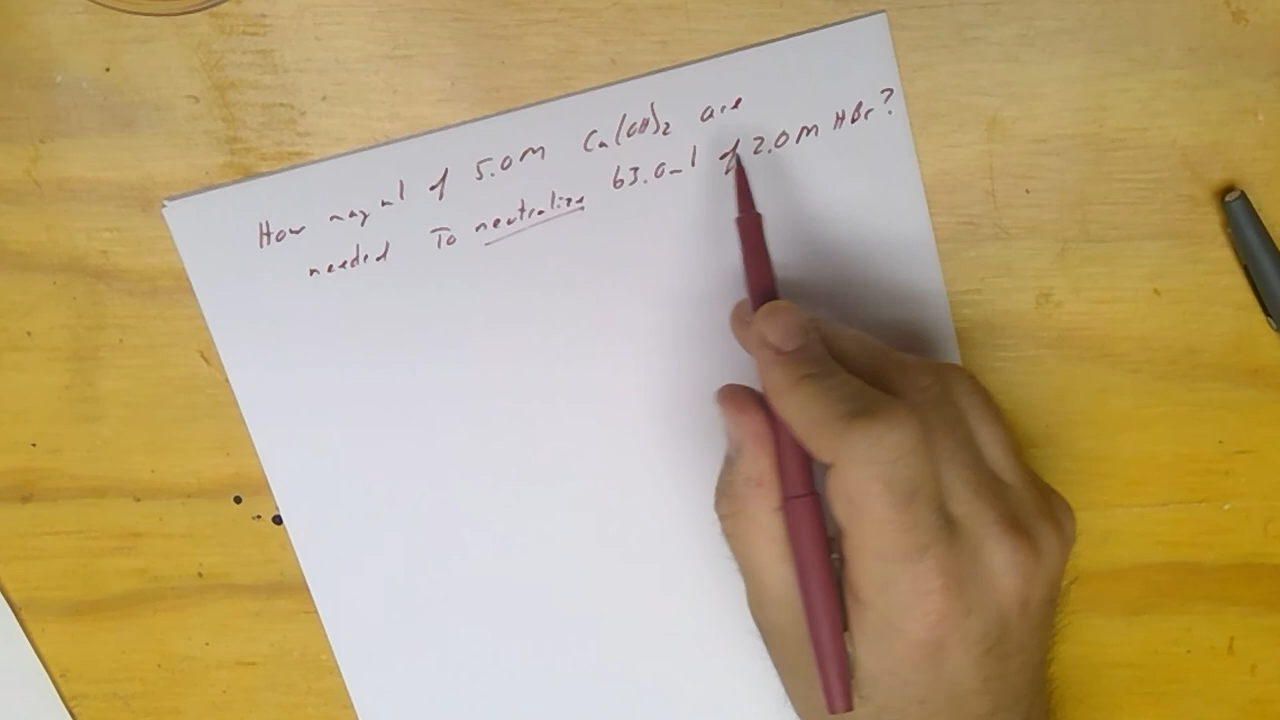 How many ml of 5.0M Ca(OH)2 are
needed To neutralize 63.0ml of 2.0M HBr?